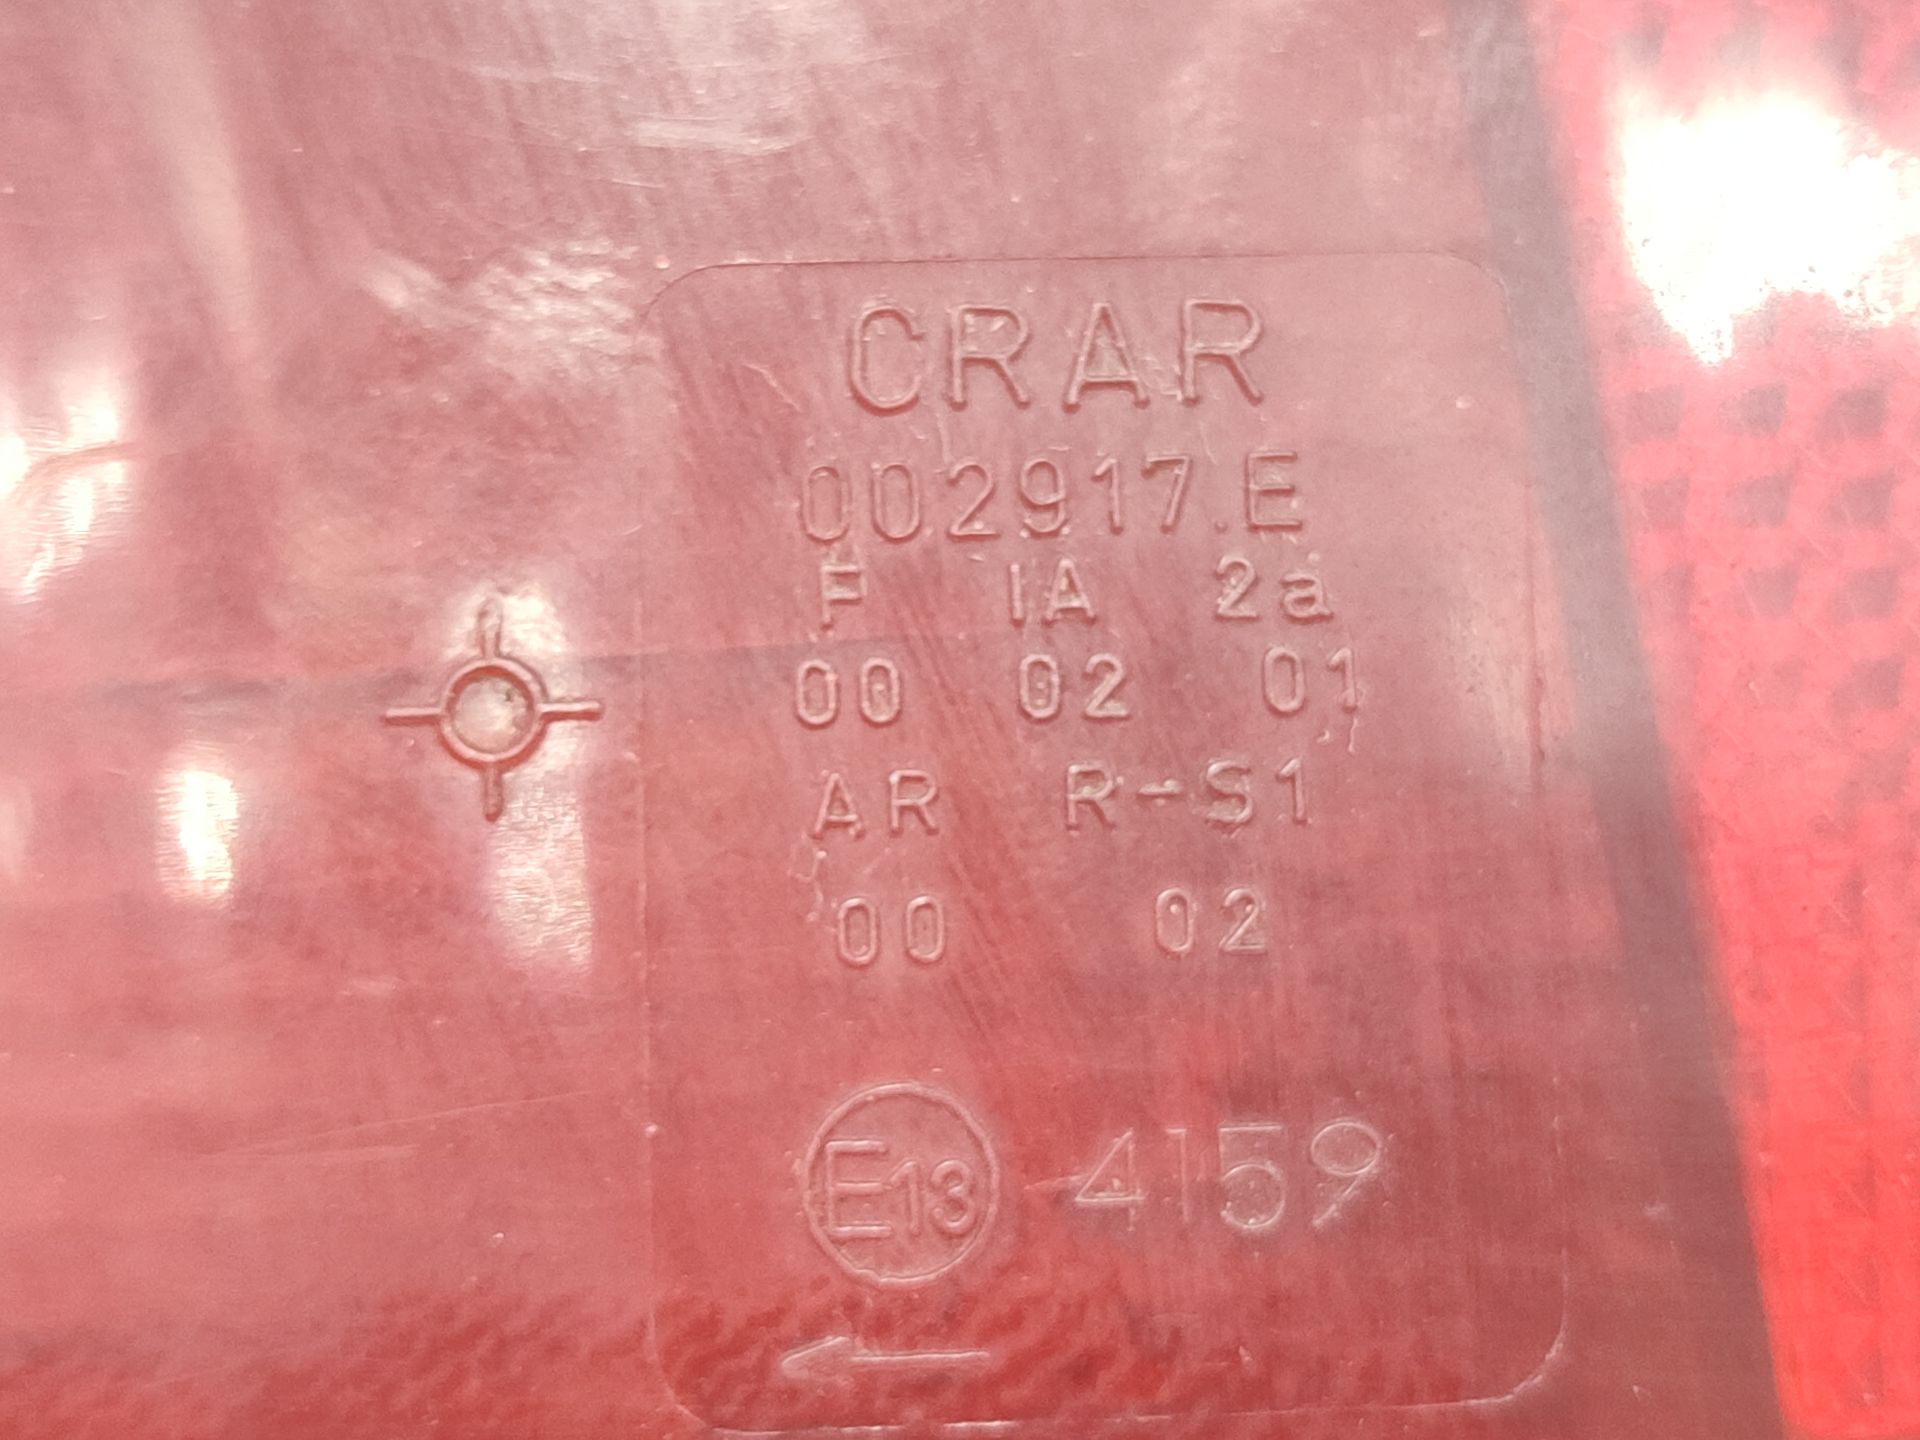 CRAR
002917.E
F IA 2a
00 02 01
AR R-S1
00 02
E13 4159